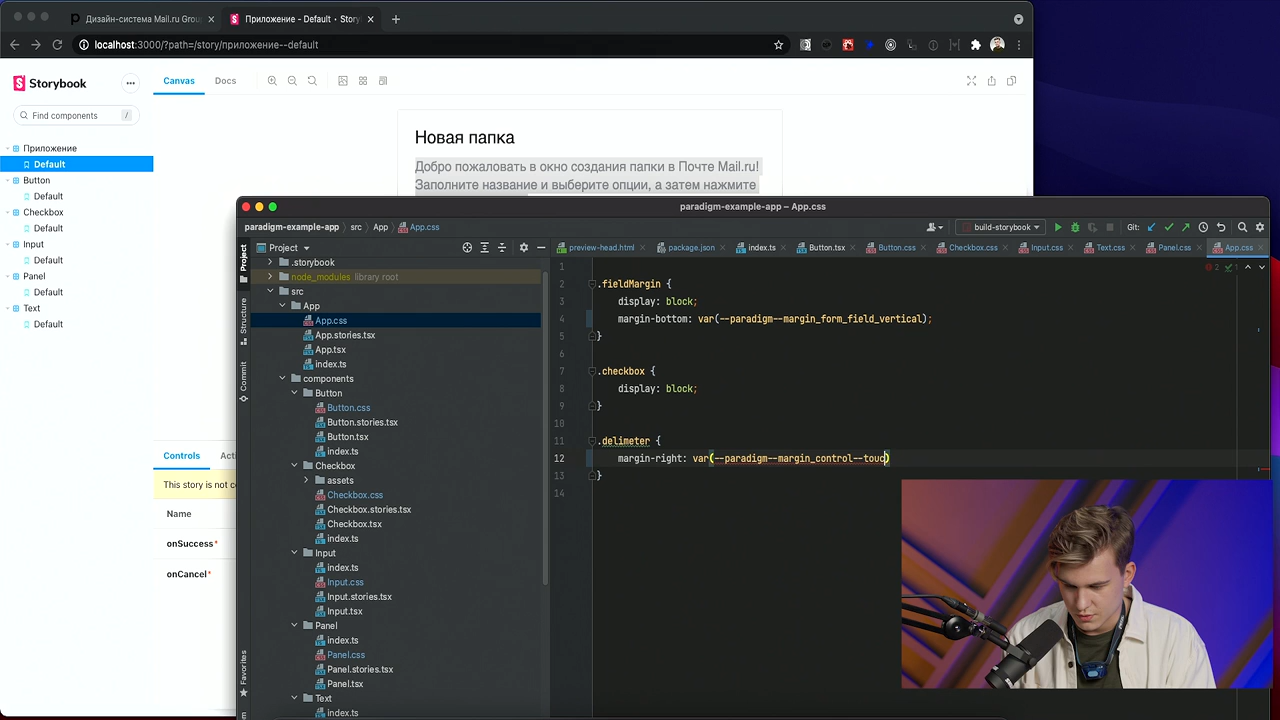 Дизайн-система Mail.ru Grou
Приложение - Default · Story
localhost:3000/?path=/story/приложение--default
Storybook
Find components
/
Приложение
Default
Button
Default
Checkbox
Default
Input
Default
Panel
Default
Text
Default
Canvas
Docs
Новая папка
Добро пожаловать в окно создания папки в Почте Mail.ru!
Заполните название и выберите опции, а затем нажмите
Controls
Act
This story is not co
Name
onSuccess*
onCancel*
paradigm-example-app – App.css
paradigm-example-app
src
App
App.css
build-storybook
Git:
Project
preview-head.html
package.json
index.ts
Button.tsx
Button.css
Checkbox.css
Input.css
Text.css
Panel.css
App.css
Project
Structure
Commit
Favorites
.storybook
node_modules library root
src
App
App.css
App.stories.tsx
App.tsx
index.ts
components
Button
Button.css
Button.stories.tsx
Button.tsx
index.ts
Checkbox
assets
Checkbox.css
Checkbox.stories.tsx
Checkbox.tsx
index.ts
Input
index.ts
Input.css
Input.stories.tsx
Input.tsx
Panel
index.ts
Panel.css
Panel.stories.tsx
Panel.tsx
Text
index.ts
1
2 .fieldMargin {
3 display: block;
4 margin-bottom: var(--paradigm--margin_form_field_vertical);
5 }
6
7 .checkbox {
8 display: block;
9 }
10
11 .delimeter {
12 margin-right: var(--paradigm--margin_control--touc)
13 }
14
2
1